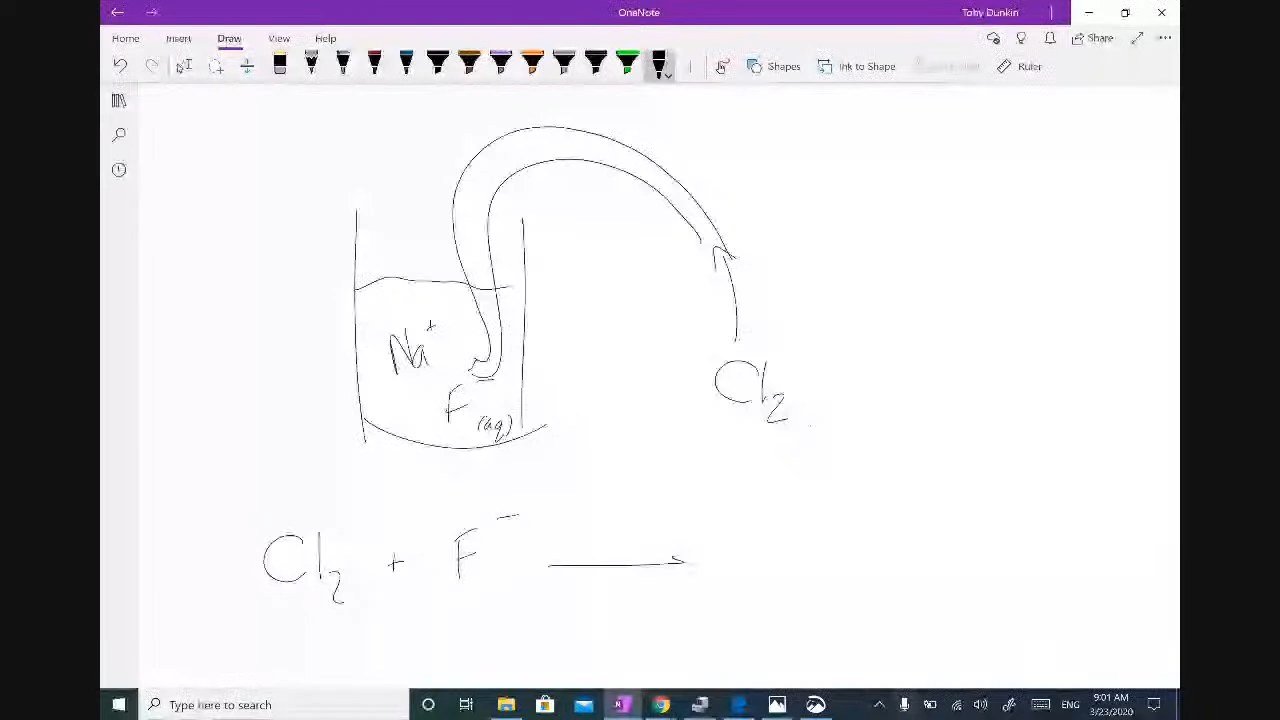 OneNote
Toby Dunkin
Home Insert Draw View Help
Share
Shapes
Ink to Shape
Ruler
Na+
F-
(aq)
Cl2
Cl2 + F- →
Type here to search
N
ENG
9:01 AM
3/23/2020